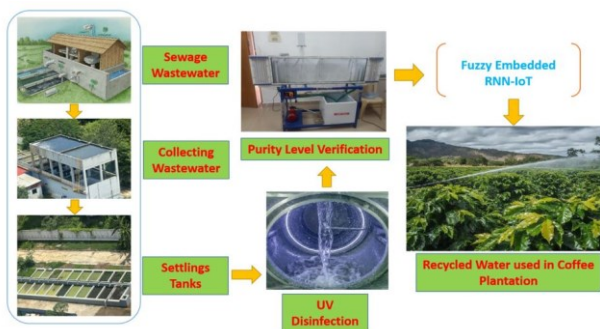 Sewage
Wastewater
Collecting
Wastewater
Settlings
Tanks
UV
Disinfection
Purity Level Verification
Fuzzy Embedded
RNN-IoT
Recycled Water used in Coffee
Plantation